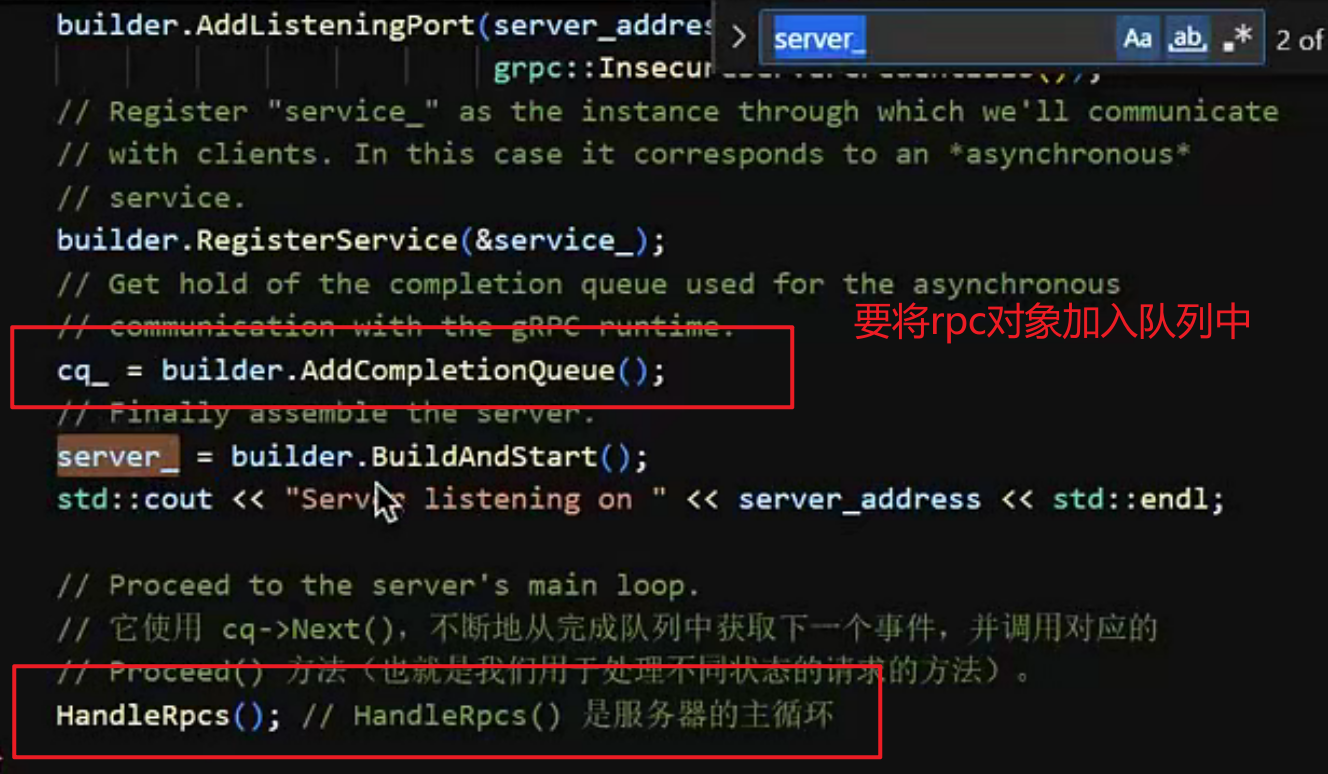 builder.AddListeningPort(server_addres
server_
Aa
ab
.*
2 of
grpc::Insecur
// Register "service_" as the instance through which we'll communicate
// with clients. In this case it corresponds to an *asynchronous*
// service.
builder.RegisterService(&service_);
// Get hold of the completion queue used for the asynchronous
// communication with the gRPC runtime.
要将rpc对象加入队列中
cq_ = builder.AddCompletionQueue();
// Finally assemble the server.
server_ = builder.BuildAndStart();
std::cout << "Server listening on " << server_address << std::endl;
// Proceed to the server's main loop.
// 它使用 cq->Next(), 不断地从完成队列中获取下一个事件，并调用对应的
// Proceed() 方法（也就是我们用于处理不同状态的请求的方法）。
HandleRpcs(); // HandleRpcs() 是服务器的主循环